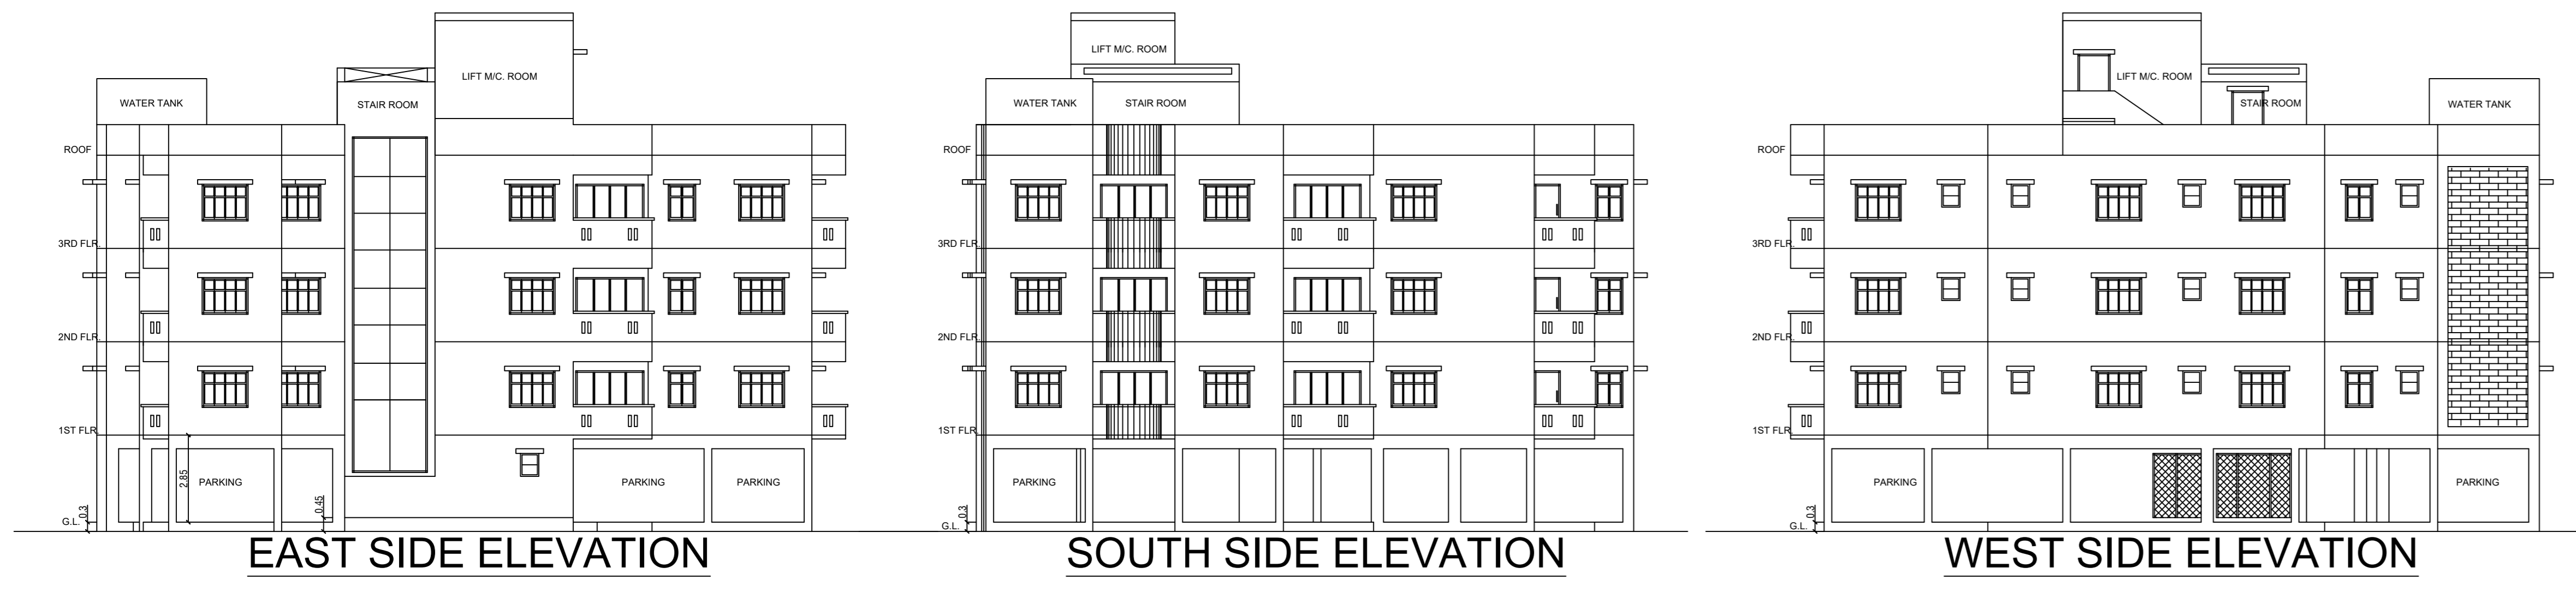 LIFT M/C. ROOM
WATER TANK
STAIR ROOM
ROOF
3RD FLR.
2ND FLR.
1ST FLR.
2.85
PARKING
PARKING
PARKING
0.45
0.3
G.L.
EAST SIDE ELEVATION
LIFT M/C. ROOM
WATER TANK
STAIR ROOM
ROOF
3RD FLR.
2ND FLR.
1ST FLR.
PARKING
0.3
G.L.
SOUTH SIDE ELEVATION
LIFT M/C. ROOM
STAIR ROOM
WATER TANK
ROOF
3RD FLR.
2ND FLR.
1ST FLR.
PARKING
PARKING
0.3
G.L.
WEST SIDE ELEVATION